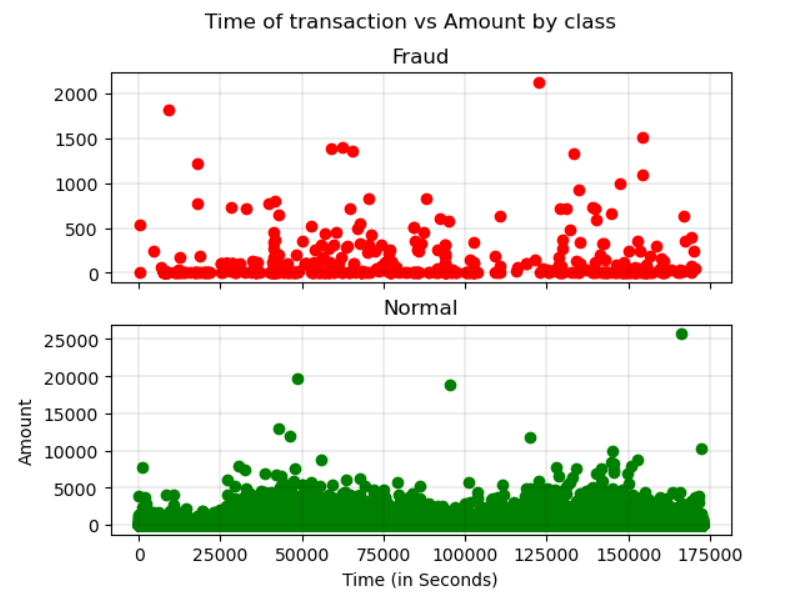 Time of transaction vs Amount by class
Fraud
2000
1500
1000
500
0
Normal
25000
20000
15000
10000
5000
0
Amount
0 25000 50000 75000 100000 125000 150000 175000
Time (in Seconds)